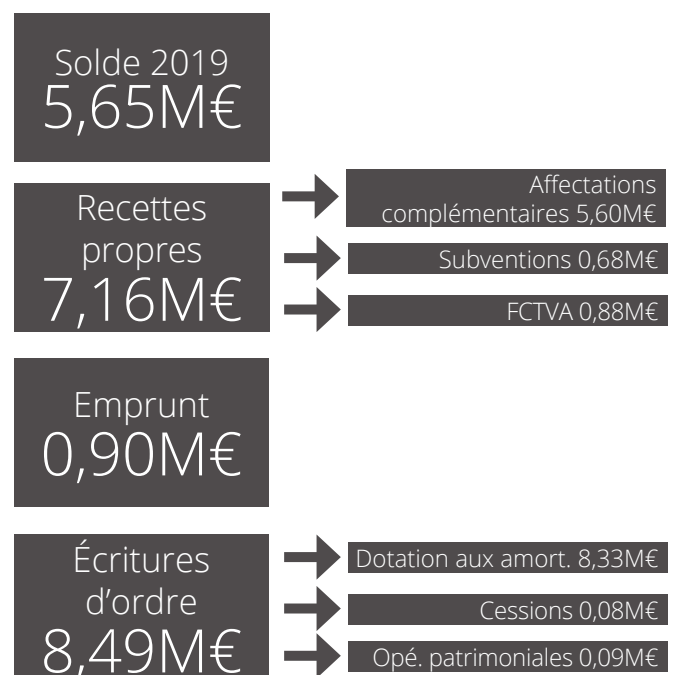 Solde 2019
5,65M€
Recettes
propres
7,16M€
Affectations
complémentaires 5,60M€
Subventions 0,68M€
FCTVA 0,88M€
Emprunt
0,90M€
Écritures
d’ordre
8,49M€
Dotation aux amort. 8,33M€
Cessions 0,08M€
Opé. patrimoniales 0,09M€